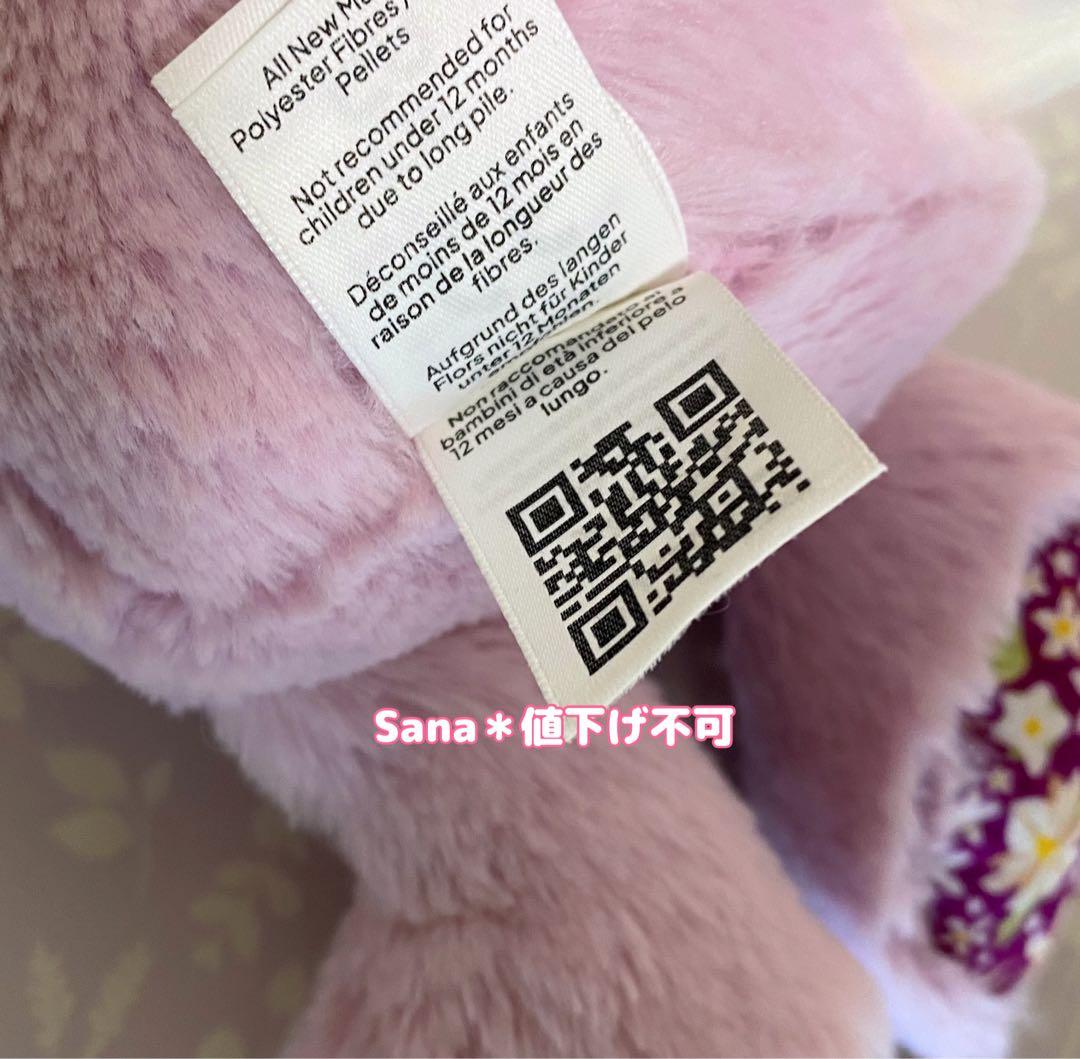 All New
Polyester Fibres /
Pellets
Not recommended for
children under 12 months
due to long pile.
Déconseillé aux enfants
de moins de 12 mois en
raison de la longueur des
fibres.
Aufgrund des langen
Flors nicht für Kinder
unter 12 Monaten.
Non raccomandato ai
bambini di età inferiore a
12 mesi a causa del pelo
lungo.
Sana＊値下げ不可